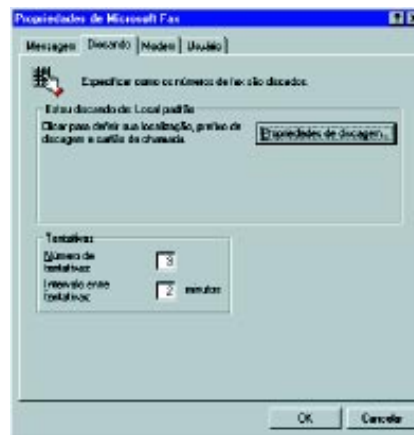 Propriedades de Microsoft Fax
Mensagem Discando Modem Usuário
Especificar como os números de fax são discados.
Estou discando de: Local padrão
Clicar para definir sua localização, prefixo de
discagem e cartão de chamada.
Propriedades de discagem...
Tentativas
Número de
tentativas: 3
Intervalo entre
tentativas: 2 minutos
OK Cancelar